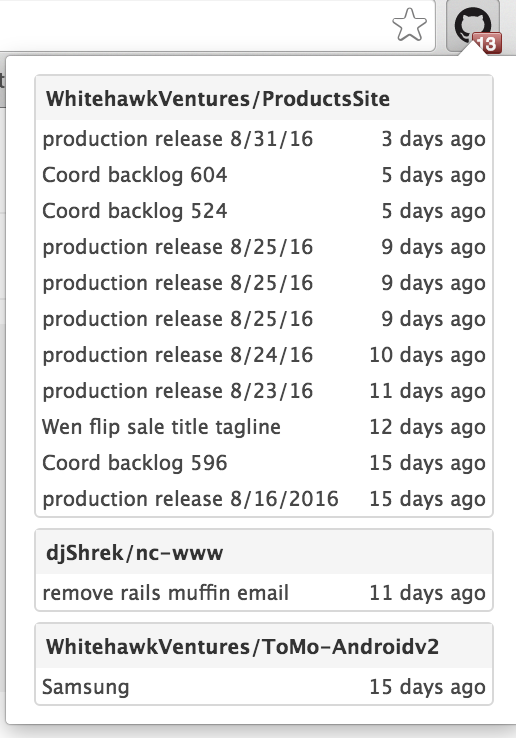 13
WhitehawkVentures/ProductsSite
production release 8/31/16 3 days ago
Coord backlog 604 5 days ago
Coord backlog 524 5 days ago
production release 8/25/16 9 days ago
production release 8/25/16 9 days ago
production release 8/25/16 9 days ago
production release 8/24/16 10 days ago
production release 8/23/16 11 days ago
Wen flip sale title tagline 12 days ago
Coord backlog 596 15 days ago
production release 8/16/2016 15 days ago
djShrek/nc-www
remove rails muffin email 11 days ago
WhitehawkVentures/ToMo-Androidv2
Samsung 15 days ago